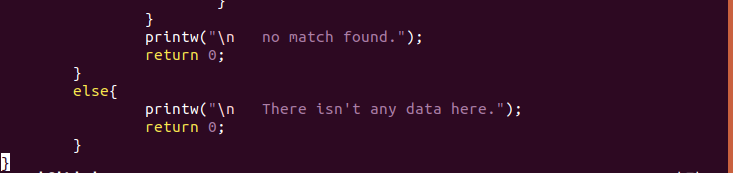 }
}
printw("\n   no match found.");
return 0;
}
else{
printw("\n   There isn't any data here.");
return 0;
}
}